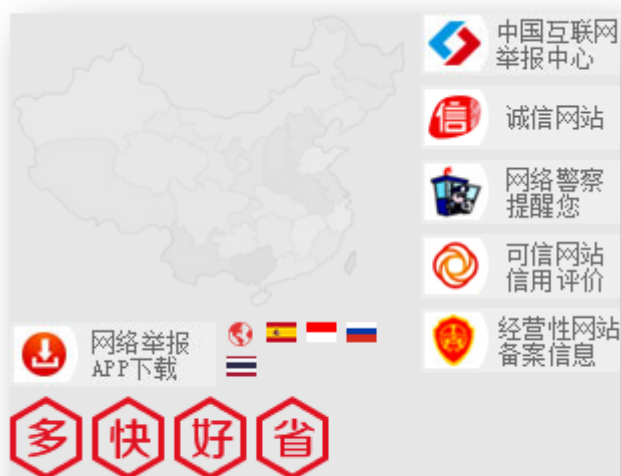 中国互联网
举报中心
信
诚信网站
网络警察
提醒您
可信网站
信用评价
网络举报
APP下载
经营性网站
备案信息
多 快 好 省